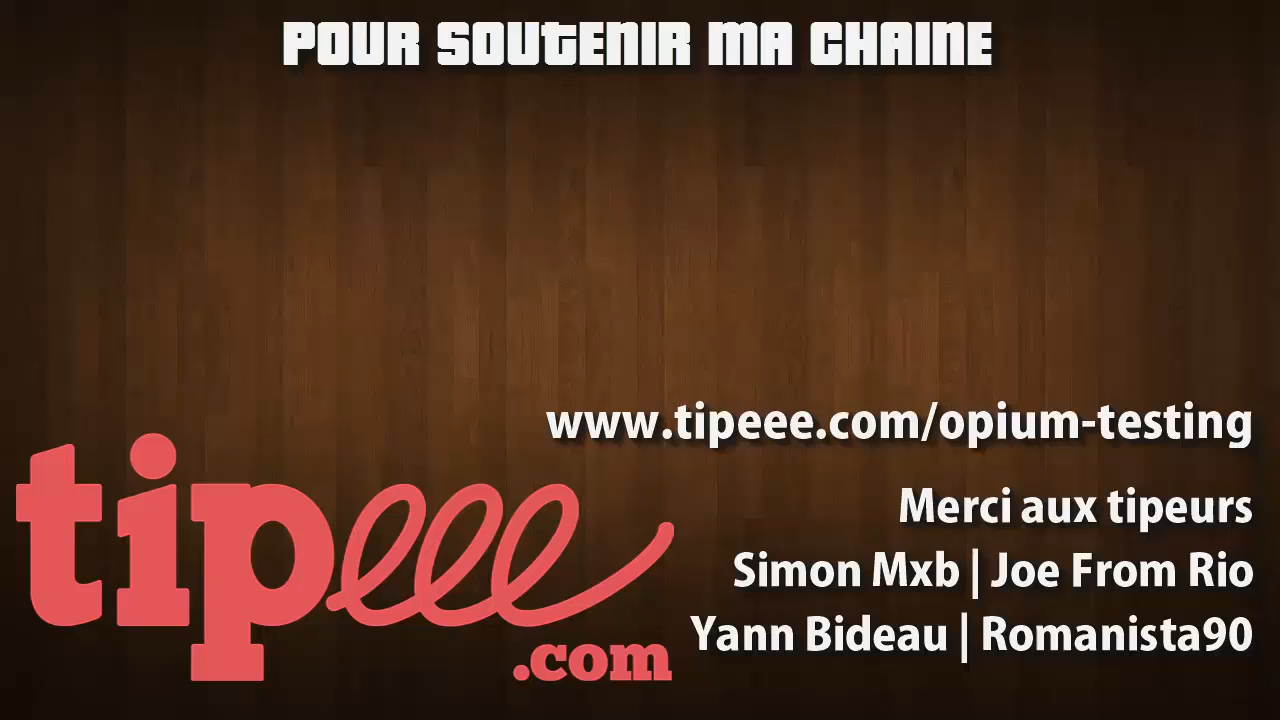 POUR SOUTENIR MA CHAINE
www.tipeee.com/opium-testing
Merci aux tipeurs
Simon Mxb | Joe From Rio
Yann Bideau | Romanista90
tipeee
.com